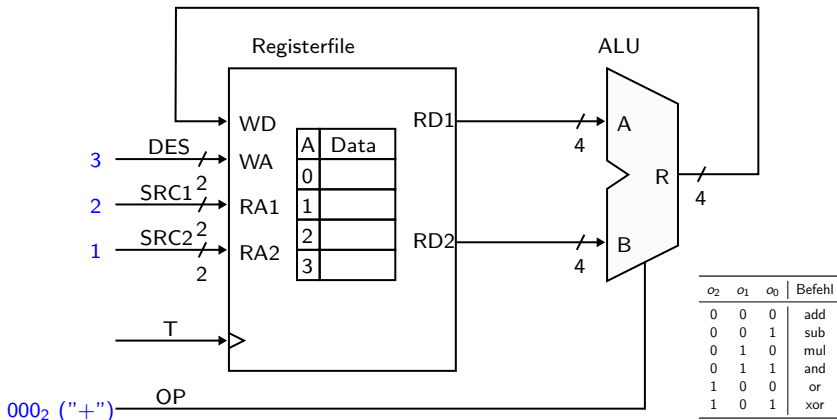 Registerfile
ALU
WD
RD1
A
A Data
3 DES 2 WA
0
4
2 SRC1 2 RA1
1
R
4
1 SRC2 2 RA2
2
RD2
B
3
4
T
000₂ ("+") OP
o₂ o₁ o₀ Befehl
0 0 0 add
0 0 1 sub
0 1 0 mul
0 1 1 and
1 0 0 or
1 0 1 xor